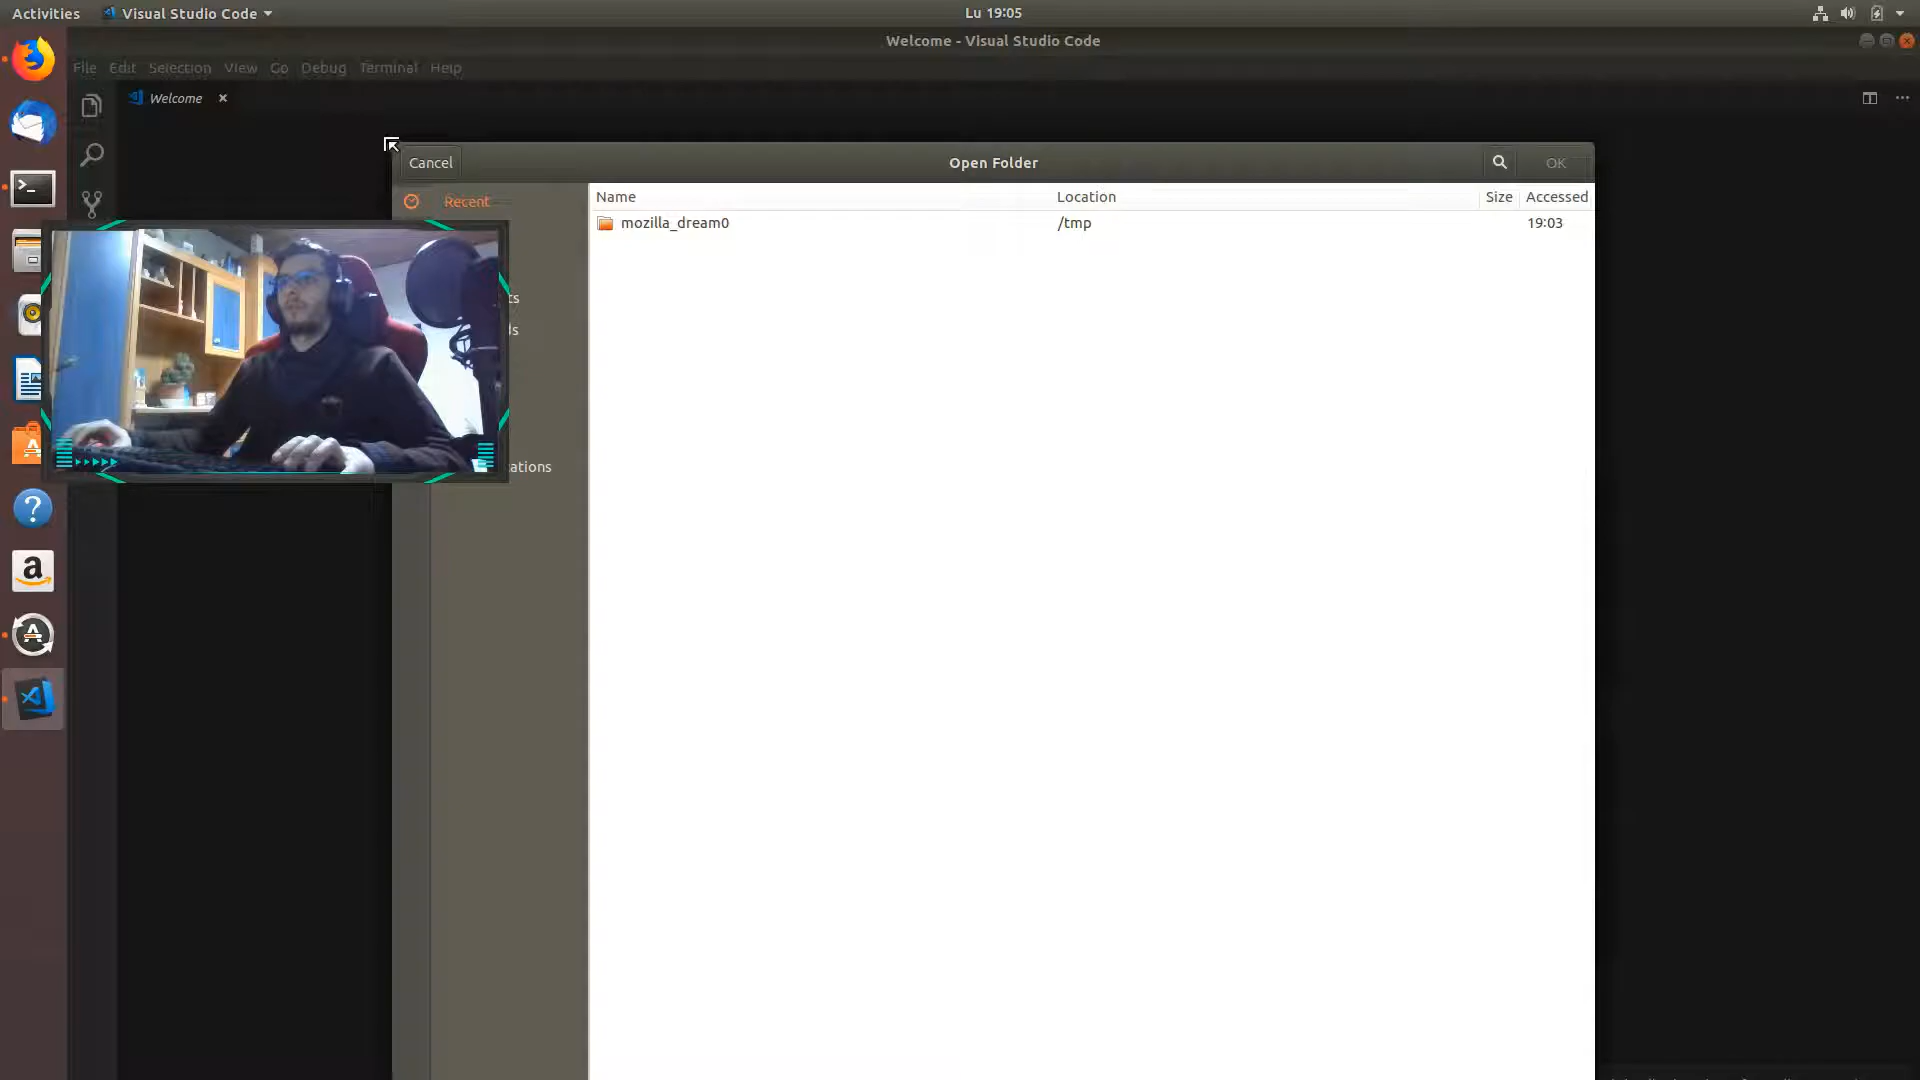 Activities Visual Studio Code Lu 19:05
Welcome - Visual Studio Code
File Edit Selection View Go Debug Terminal Help
Welcome
Cancel Open Folder OK
Recent Name Location Size Accessed
mozilla_dream0 /tmp 19:03